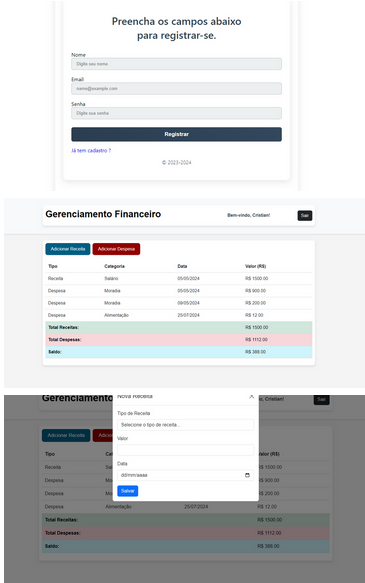 Preencha os campos abaixo
para registrar-se.
Nome
Digite seu nome
Email
name@example.com
Senha
Digite sua senha
Registrar
Já tem cadastro ?
© 2023-2024
Gerenciamento Financeiro
Bem-vindo, Cristian!
Sair
Adicionar Receita
Adicionar Despesa
Tipo Categoria Data Valor (R$)
Receita Salário 05/05/2024 R$ 1500.00
Despesa Moradia 05/05/2024 R$ 900.00
Despesa Moradia 09/05/2024 R$ 200.00
Despesa Alimentação 20/07/2024 R$ 12.00
Total Receitas: R$ 1500.00
Total Despesas: R$ 1112.00
Saldo: R$ 388.00
Gerenciamento
Nova Receita
o, Cristian!
Sair
Adicionar Receita
Tipo de Receita
Selecione o tipo de receita...
Valor
Data
dd/mm/aaaa
Salvar
Tipo Valor (R$)
Receita R$ 1500.00
Despesa R$ 900.00
Despesa R$ 200.00
Despesa Alimentação 20/07/2024 R$ 12.00
Total Receitas: R$ 1500.00
Total Despesas: R$ 1112.00
Saldo: R$ 388.00